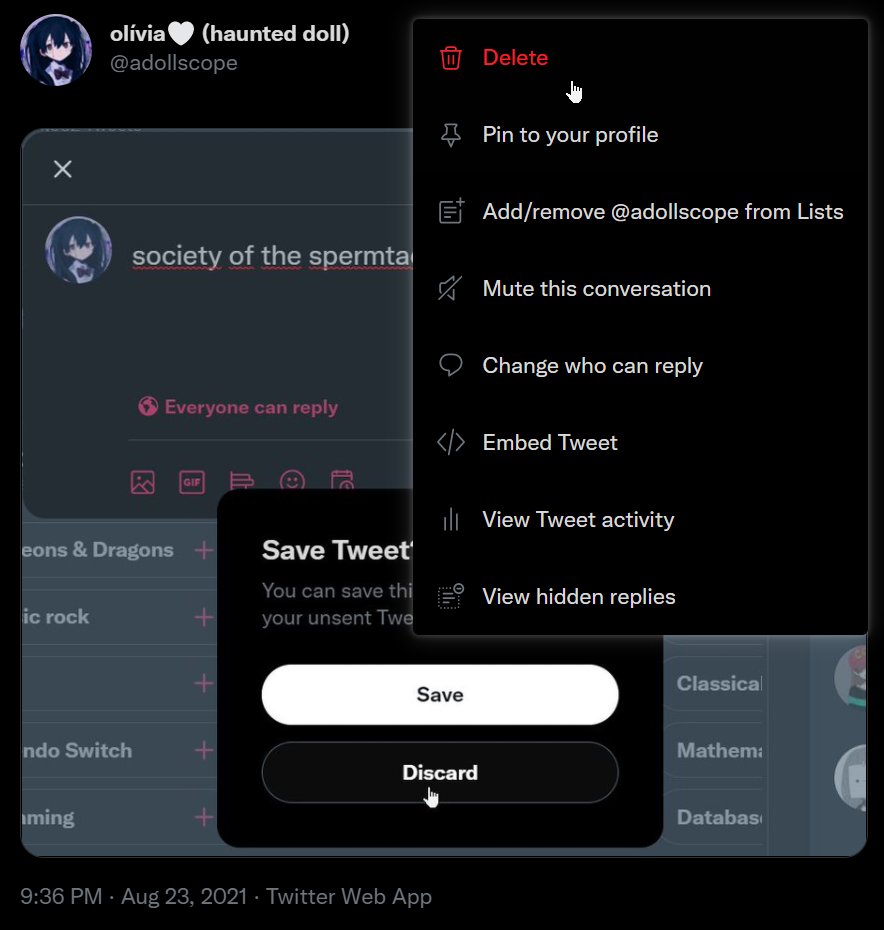 olívia🤍 (haunted doll)
@adollscope
Delete
Pin to your profile
Add/remove @adollscope from Lists
Mute this conversation
Change who can reply
Embed Tweet
View Tweet activity
View hidden replies
society of the spermta
Everyone can reply
GIF
eons & Dragons
ic rock
ndo Switch
aming
Save Tweet?
You can save thi
your unsent Twe
Save
Discard
Classical
Mathema
Databas
9:36 PM · Aug 23, 2021 · Twitter Web App